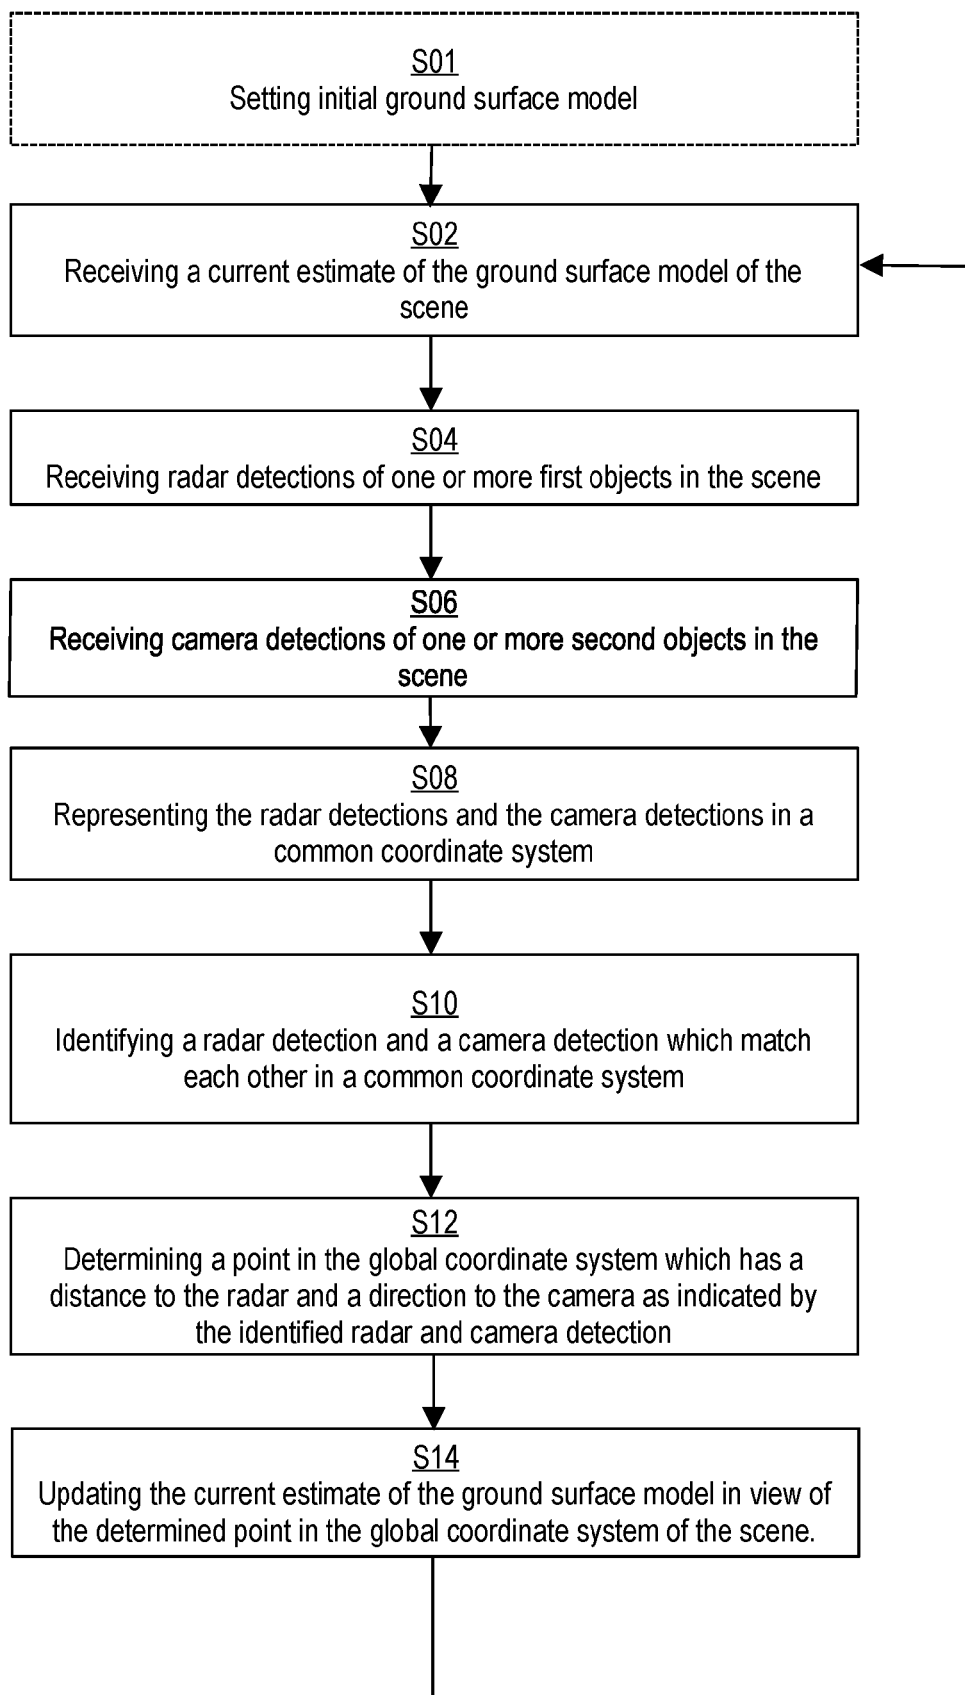 S01
Setting initial ground surface model
S02
Receiving a current estimate of the ground surface model of the
scene
S04
Receiving radar detections of one or more first objects in the scene
S06
Receiving camera detections of one or more second objects in the
scene
S08
Representing the radar detections and the camera detections in a
common coordinate system
S10
Identifying a radar detection and a camera detection which match
each other in a common coordinate system
S12
Determining a point in the global coordinate system which has a
distance to the radar and a direction to the camera as indicated by
the identified radar and camera detection
S14
Updating the current estimate of the ground surface model in view of
the determined point in the global coordinate system of the scene.